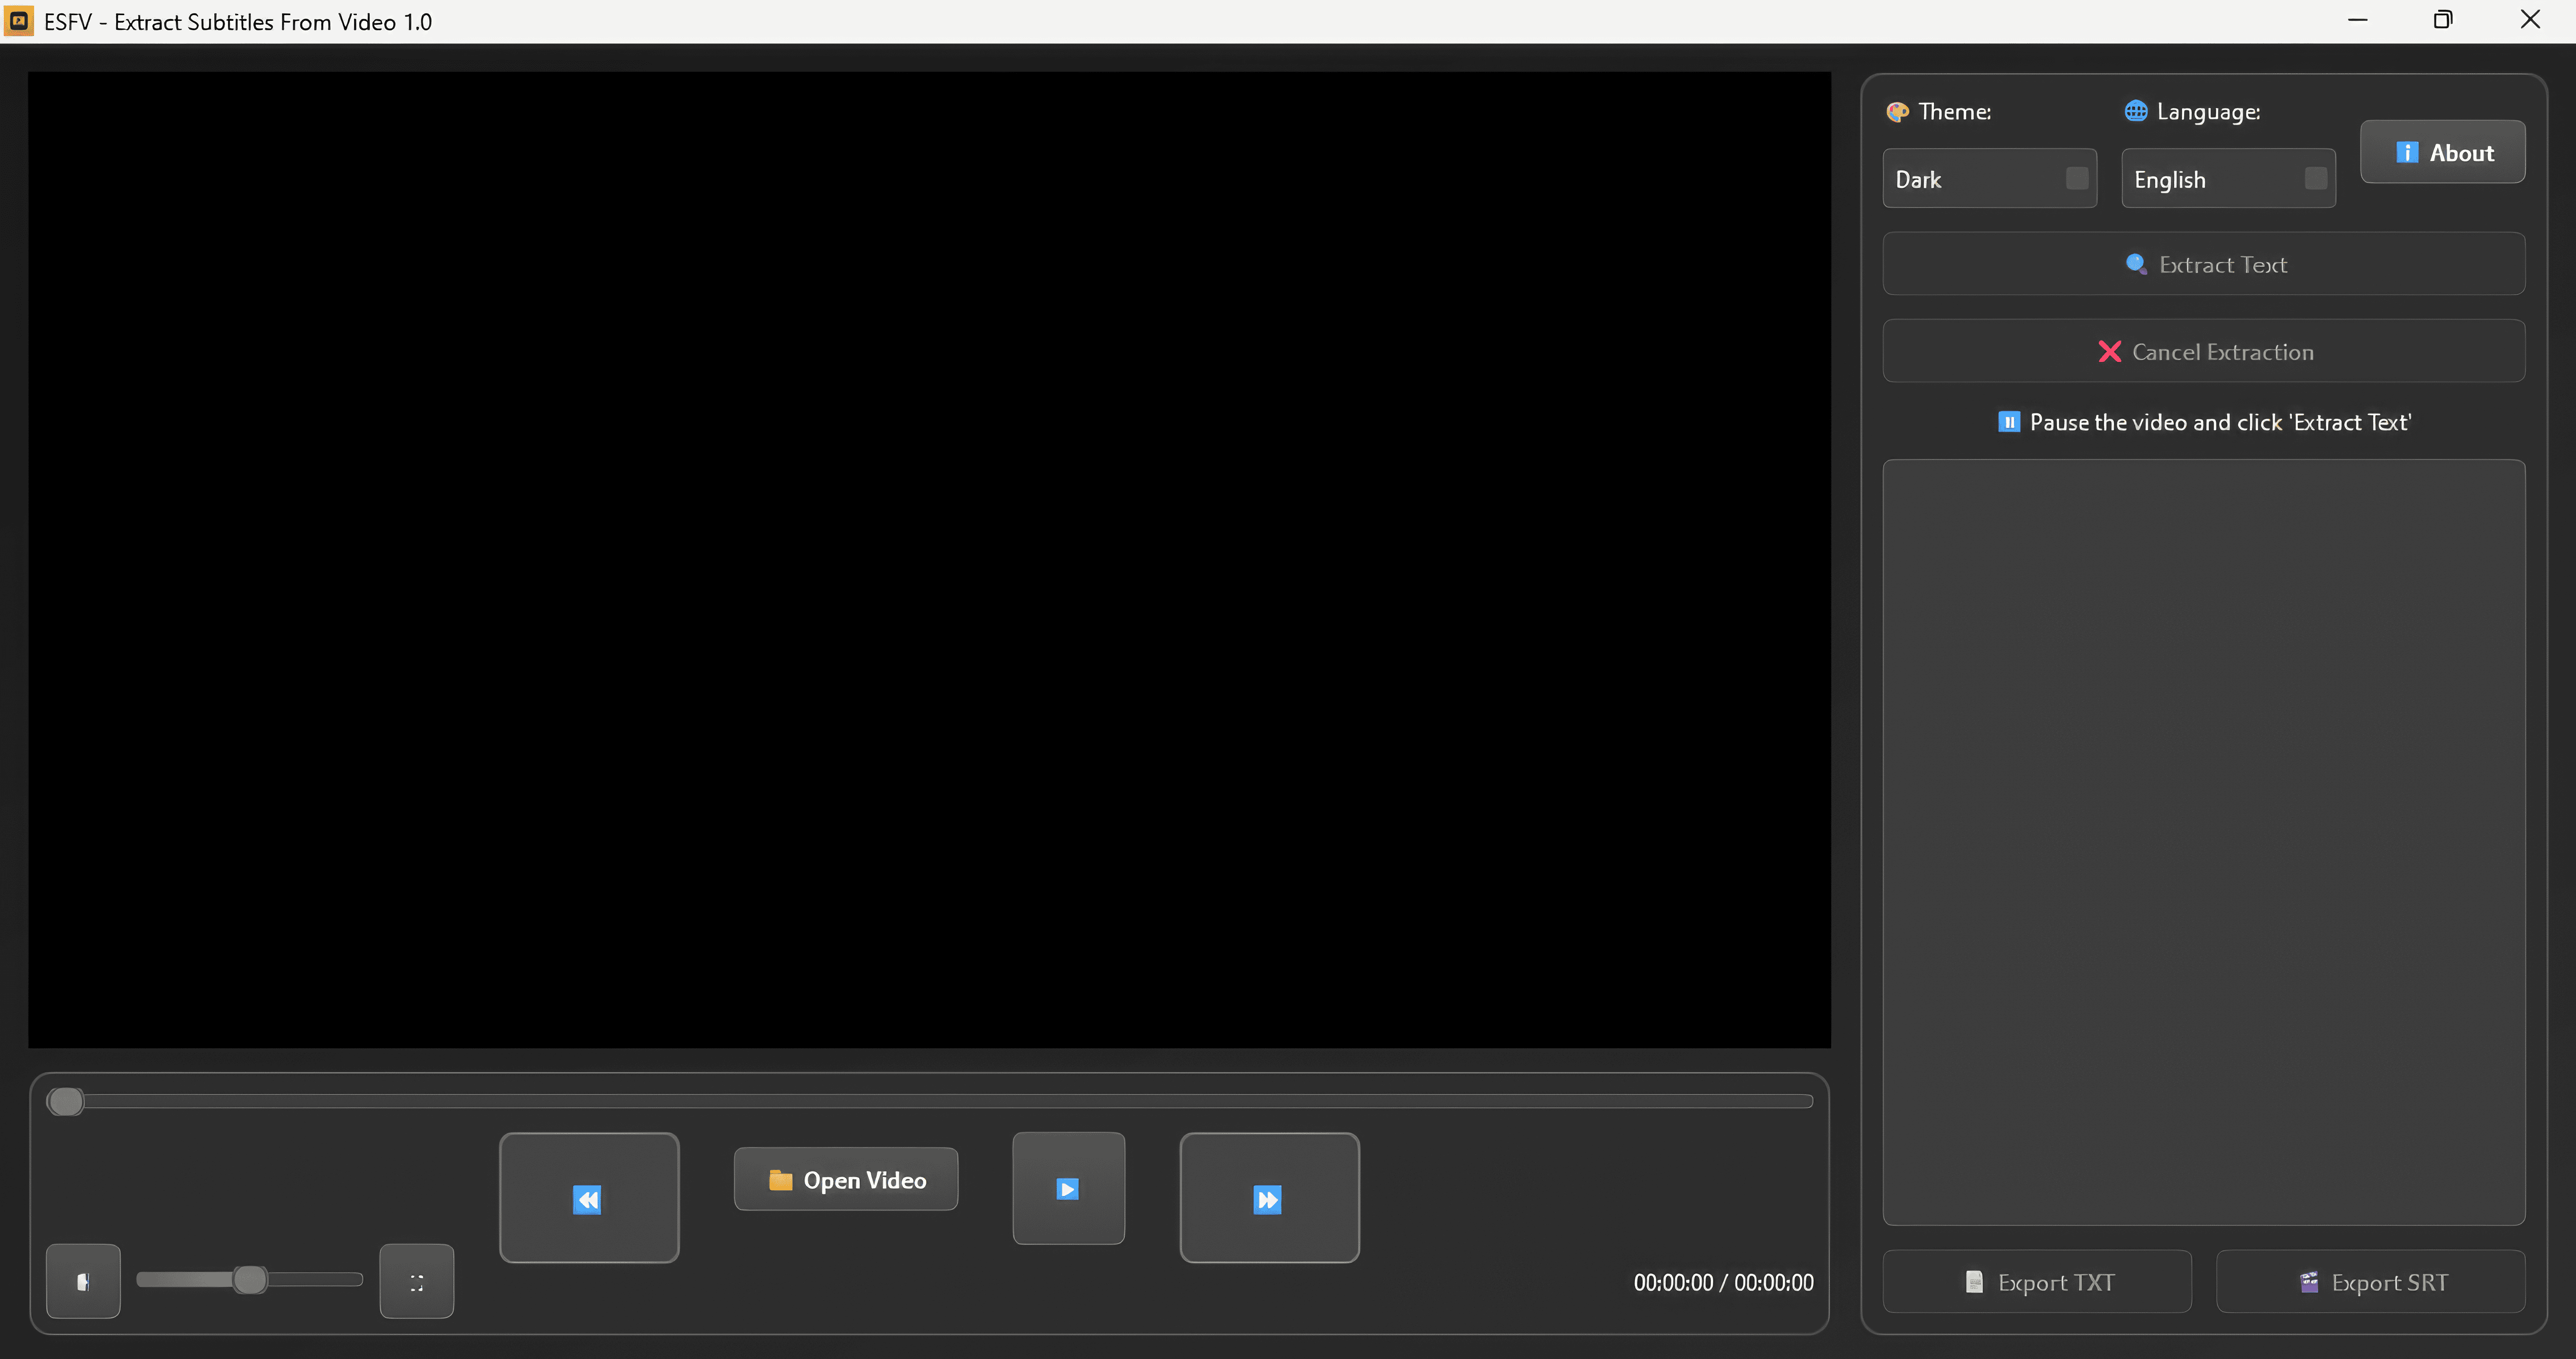 ESFV - Extract Subtitles From Video 1.0
Theme:
Language:
Dark
English
About
Extract Text
Cancel Extraction
Pause the video and click 'Extract Text'
Open Video
00:00:00 / 00:00:00
Export TXT
Export SRT